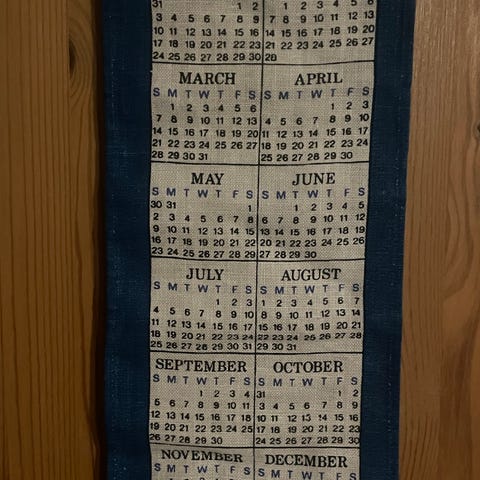 31 1 2
3 4 5 6 7 8 9
10 11 12 13 14 15 16
17 18 19 20 21 22 23
24 25 26 27 28 29 30
1 2 3 4 5 6
7 8 9 10 11 12 13
14 15 16 17 18 19 20
21 22 23 24 25 26 27
28
MARCH
S M T W T F S
1 2 3 4 5 6
7 8 9 10 11 12 13
14 15 16 17 18 19 20
21 22 23 24 25 26 27
28 29 30 31
APRIL
S M T W T F S
1 2 3
4 5 6 7 8 9 10
11 12 13 14 15 16 17
18 19 20 21 22 23 24
25 26 27 28 29 30
MAY
S M T W T F S
30 31 1
2 3 4 5 6 7 8
9 10 11 12 13 14 15
16 17 18 19 20 21 22
23 24 25 26 27 28 29
JUNE
S M T W T F S
1 2 3 4 5
6 7 8 9 10 11 12
13 14 15 16 17 18 19
20 21 22 23 24 25 26
27 28 29 30
JULY
S M T W T F S
1 2 3
4 5 6 7 8 9 10
11 12 13 14 15 16 17
18 19 20 21 22 23 24
25 26 27 28 29 30 31
AUGUST
S M T W T F S
1 2 3 4 5 6 7
8 9 10 11 12 13 14
15 16 17 18 19 20 21
22 23 24 25 26 27 28
29 30 31
SEPTEMBER
S M T W T F S
1 2 3 4
5 6 7 8 9 10 11
12 13 14 15 16 17 18
19 20 21 22 23 24 25
26 27 28 29 30
OCTOBER
S M T W T F S
31 1 2
3 4 5 6 7 8 9
10 11 12 13 14 15 16
17 18 19 20 21 22 23
24 25 26 27 28 29 30
NOVEMBER
S M T W T F S
DECEMBER
S M T W T F S